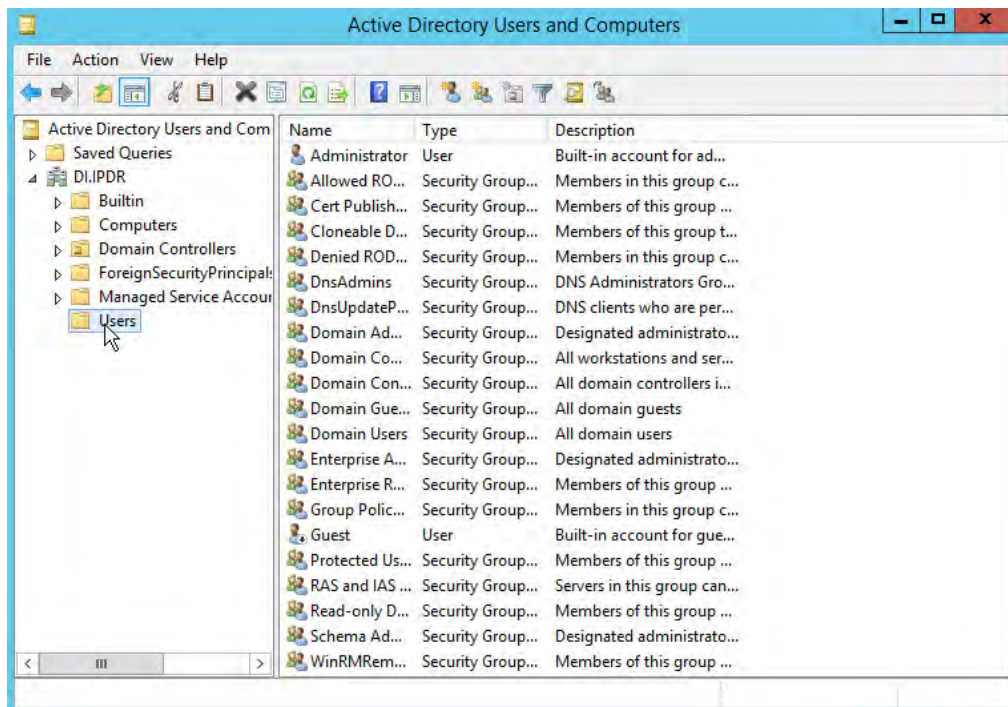 Active Directory Users and Computers
File Action View Help
Active Directory Users and Com
Saved Queries
DI.IPDR
Builtin
Computers
Domain Controllers
ForeignSecurityPrincipals
Managed Service Accour
Users
Name Type Description
Administrator User Built-in account for ad...
Allowed RO... Security Group... Members in this group c...
Cert Publish... Security Group... Members of this group ...
Cloneable D... Security Group... Members of this group t...
Denied ROD... Security Group... Members in this group c...
DnsAdmins Security Group... DNS Administrators Gro...
DnsUpdateP... Security Group... DNS clients who are per...
Domain Ad... Security Group... Designated administrato...
Domain Co... Security Group... All workstations and ser...
Domain Con... Security Group... All domain controllers i...
Domain Gue... Security Group... All domain guests
Domain Users Security Group... All domain users
Enterprise A... Security Group... Designated administrato...
Enterprise R... Security Group... Members of this group ...
Group Polic... Security Group... Members in this group c...
Guest User Built-in account for gue...
Protected Us... Security Group... Members of this group ...
RAS and IAS ... Security Group... Servers in this group can...
Read-only D... Security Group... Members of this group ...
Schema Ad... Security Group... Designated administrato...
WinRMRem... Security Group... Members of this group ...